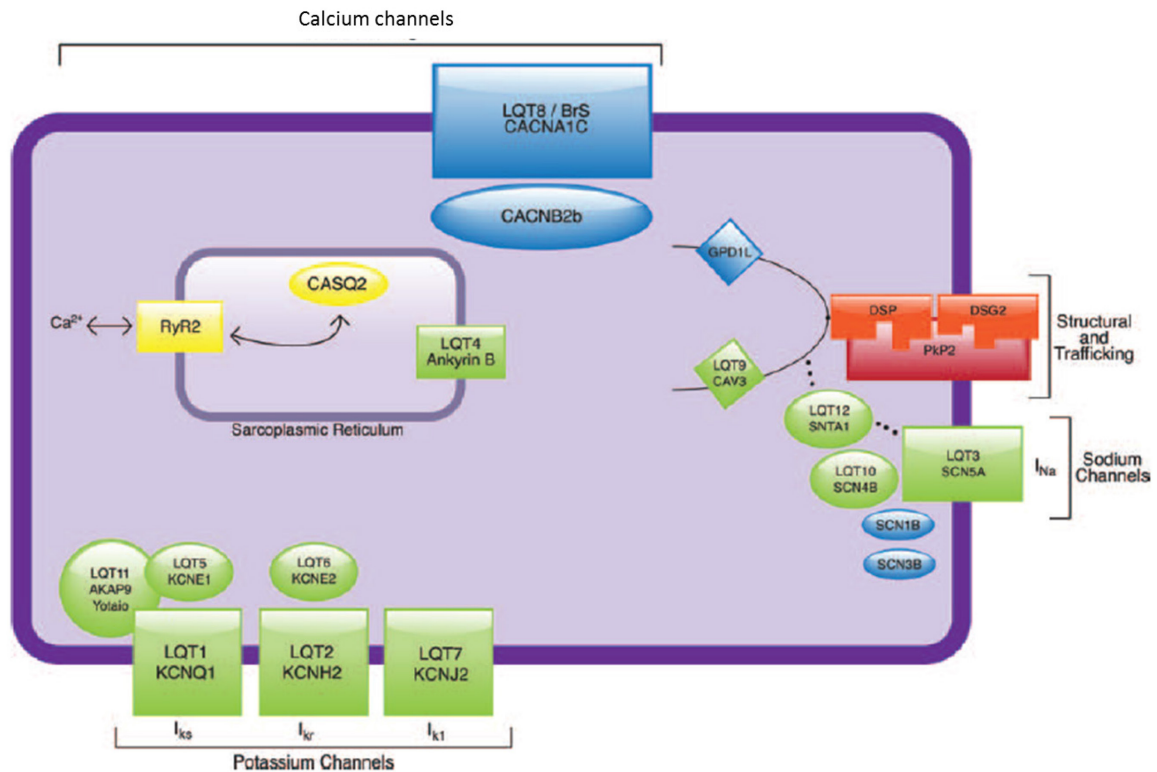 Calcium channels
LQT8 / BrS
CACNA1C
CACNB2b
GPD1L
CASQ2
Ca²⁺
RyR2
LQT4
Ankyrin B
Sarcoplasmic Reticulum
DSP
DSG2
PkP2
Structural
and
Trafficking
LQT9
CAV3
LQT12
SNTA1
LQT10
SCN4B
LQT3
SCN5A
INa
Sodium
Channels
SCN1B
SCN3B
LQT11
AKAP9
Yotaio
LQT5
KCNE1
LQT6
KCNE2
LQT1
KCNQ1
LQT2
KCNH2
LQT7
KCNJ2
Iks
Ikr
Ik1
Potassium Channels